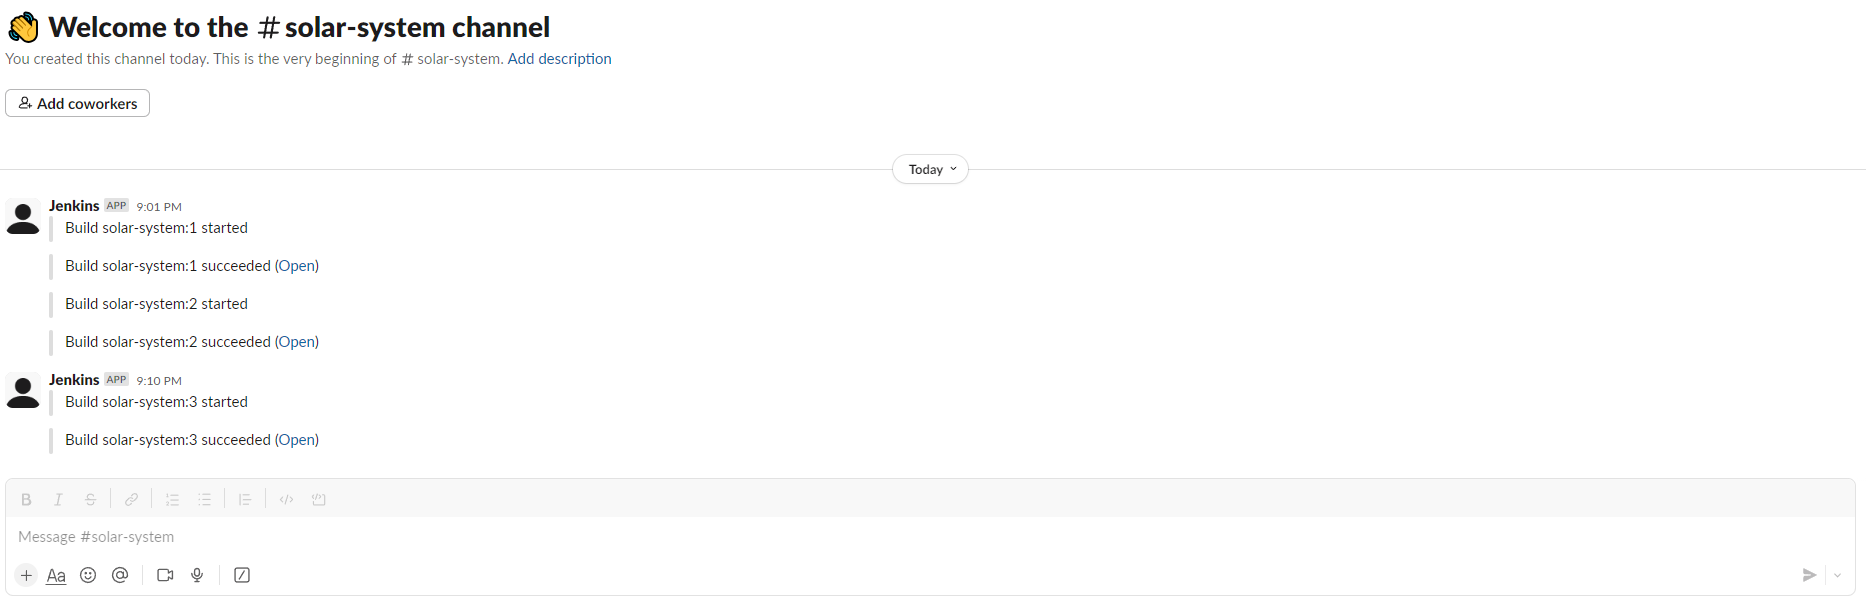 Welcome to the # solar-system channel
You created this channel today. This is the very beginning of # solar-system. Add description
Add coworkers
Today
Jenkins APP 9:01 PM
Build solar-system:1 started
Build solar-system:1 succeeded (Open)
Build solar-system:2 started
Build solar-system:2 succeeded (Open)
Jenkins APP 9:10 PM
Build solar-system:3 started
Build solar-system:3 succeeded (Open)
B I S
Message #solar-system
Aa